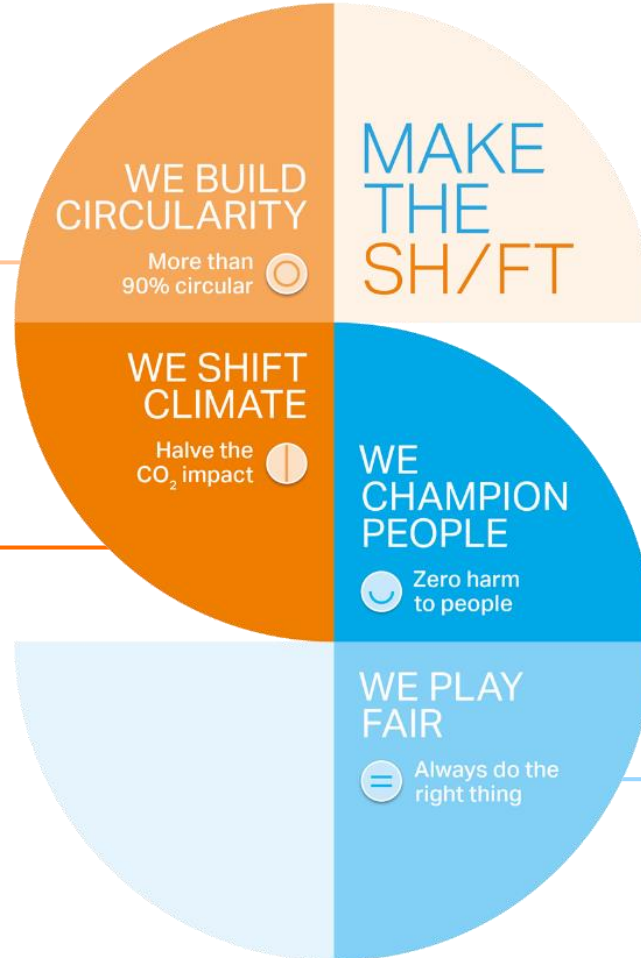 WE BUILD
CIRCULARITY
More than
90% circular
MAKE
THE
SH/FT
WE SHIFT
CLIMATE
Halve the
CO₂ impact
WE
CHAMPION
PEOPLE
Zero harm
to people
WE PLAY
FAIR
Always do the
right thing